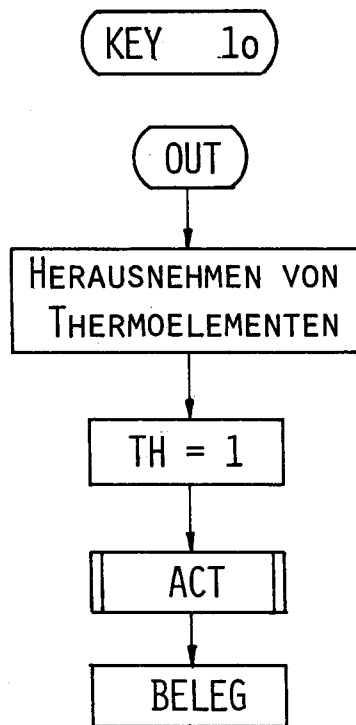 KEY 1o
OUT
HERAUSNEHMEN VON
THERMOELEMENTEN
TH = 1
ACT
BELEG